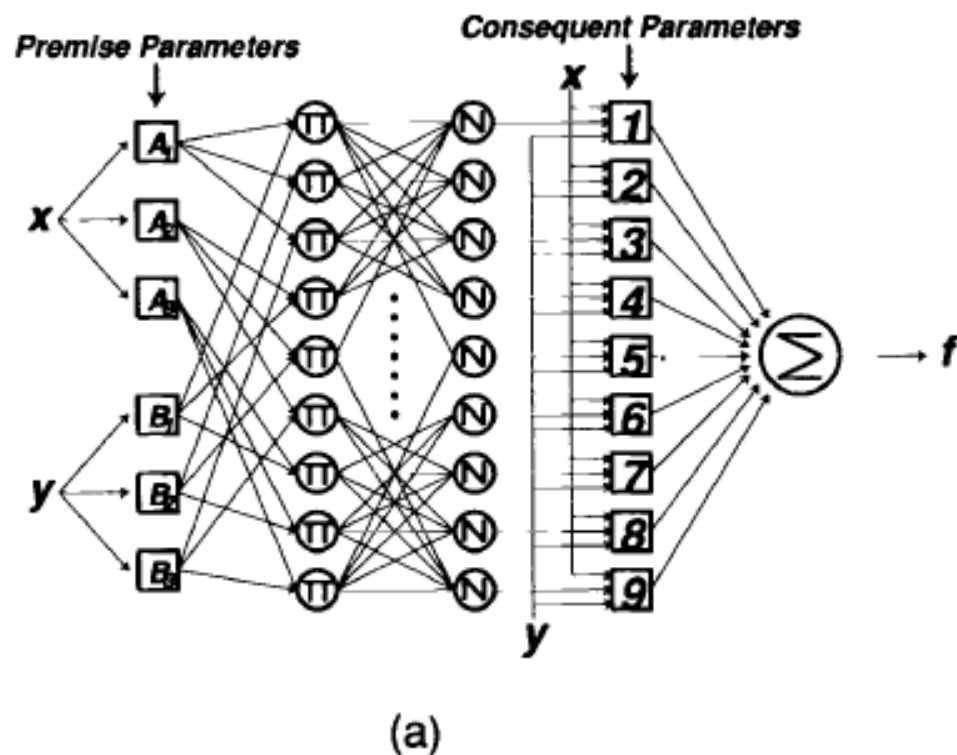 Premise Parameters
Consequent Parameters
x
A1
A2
A3
B1
B2
B3
x
y
Π
Π
Π
Π
Π
Π
Π
Π
Π
N
N
N
N
N
N
N
N
N
1
2
3
4
5
6
7
8
9
y
Σ
f
(a)